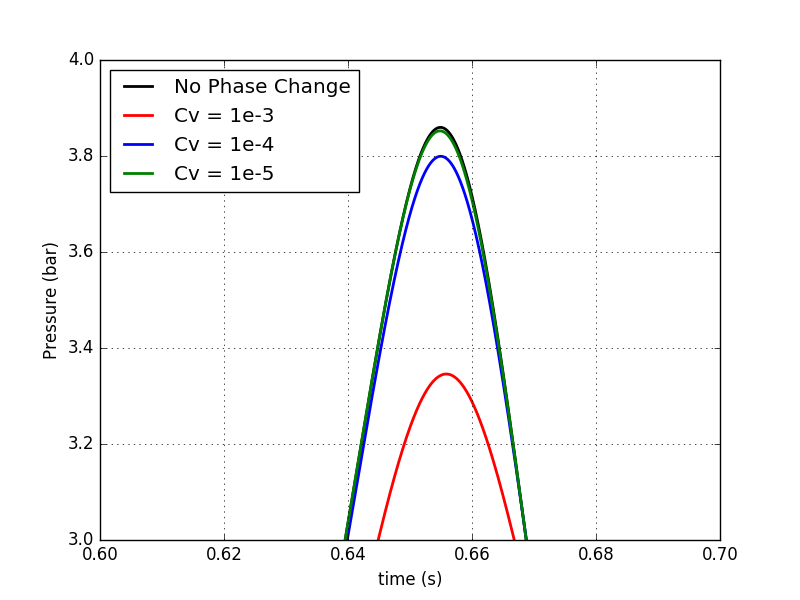 4.0
3.8
3.6
3.4
3.2
3.0
Pressure (bar)
No Phase Change
Cv = 1e-3
Cv = 1e-4
Cv = 1e-5
0.60 0.62 0.64 0.66 0.68 0.70
time (s)